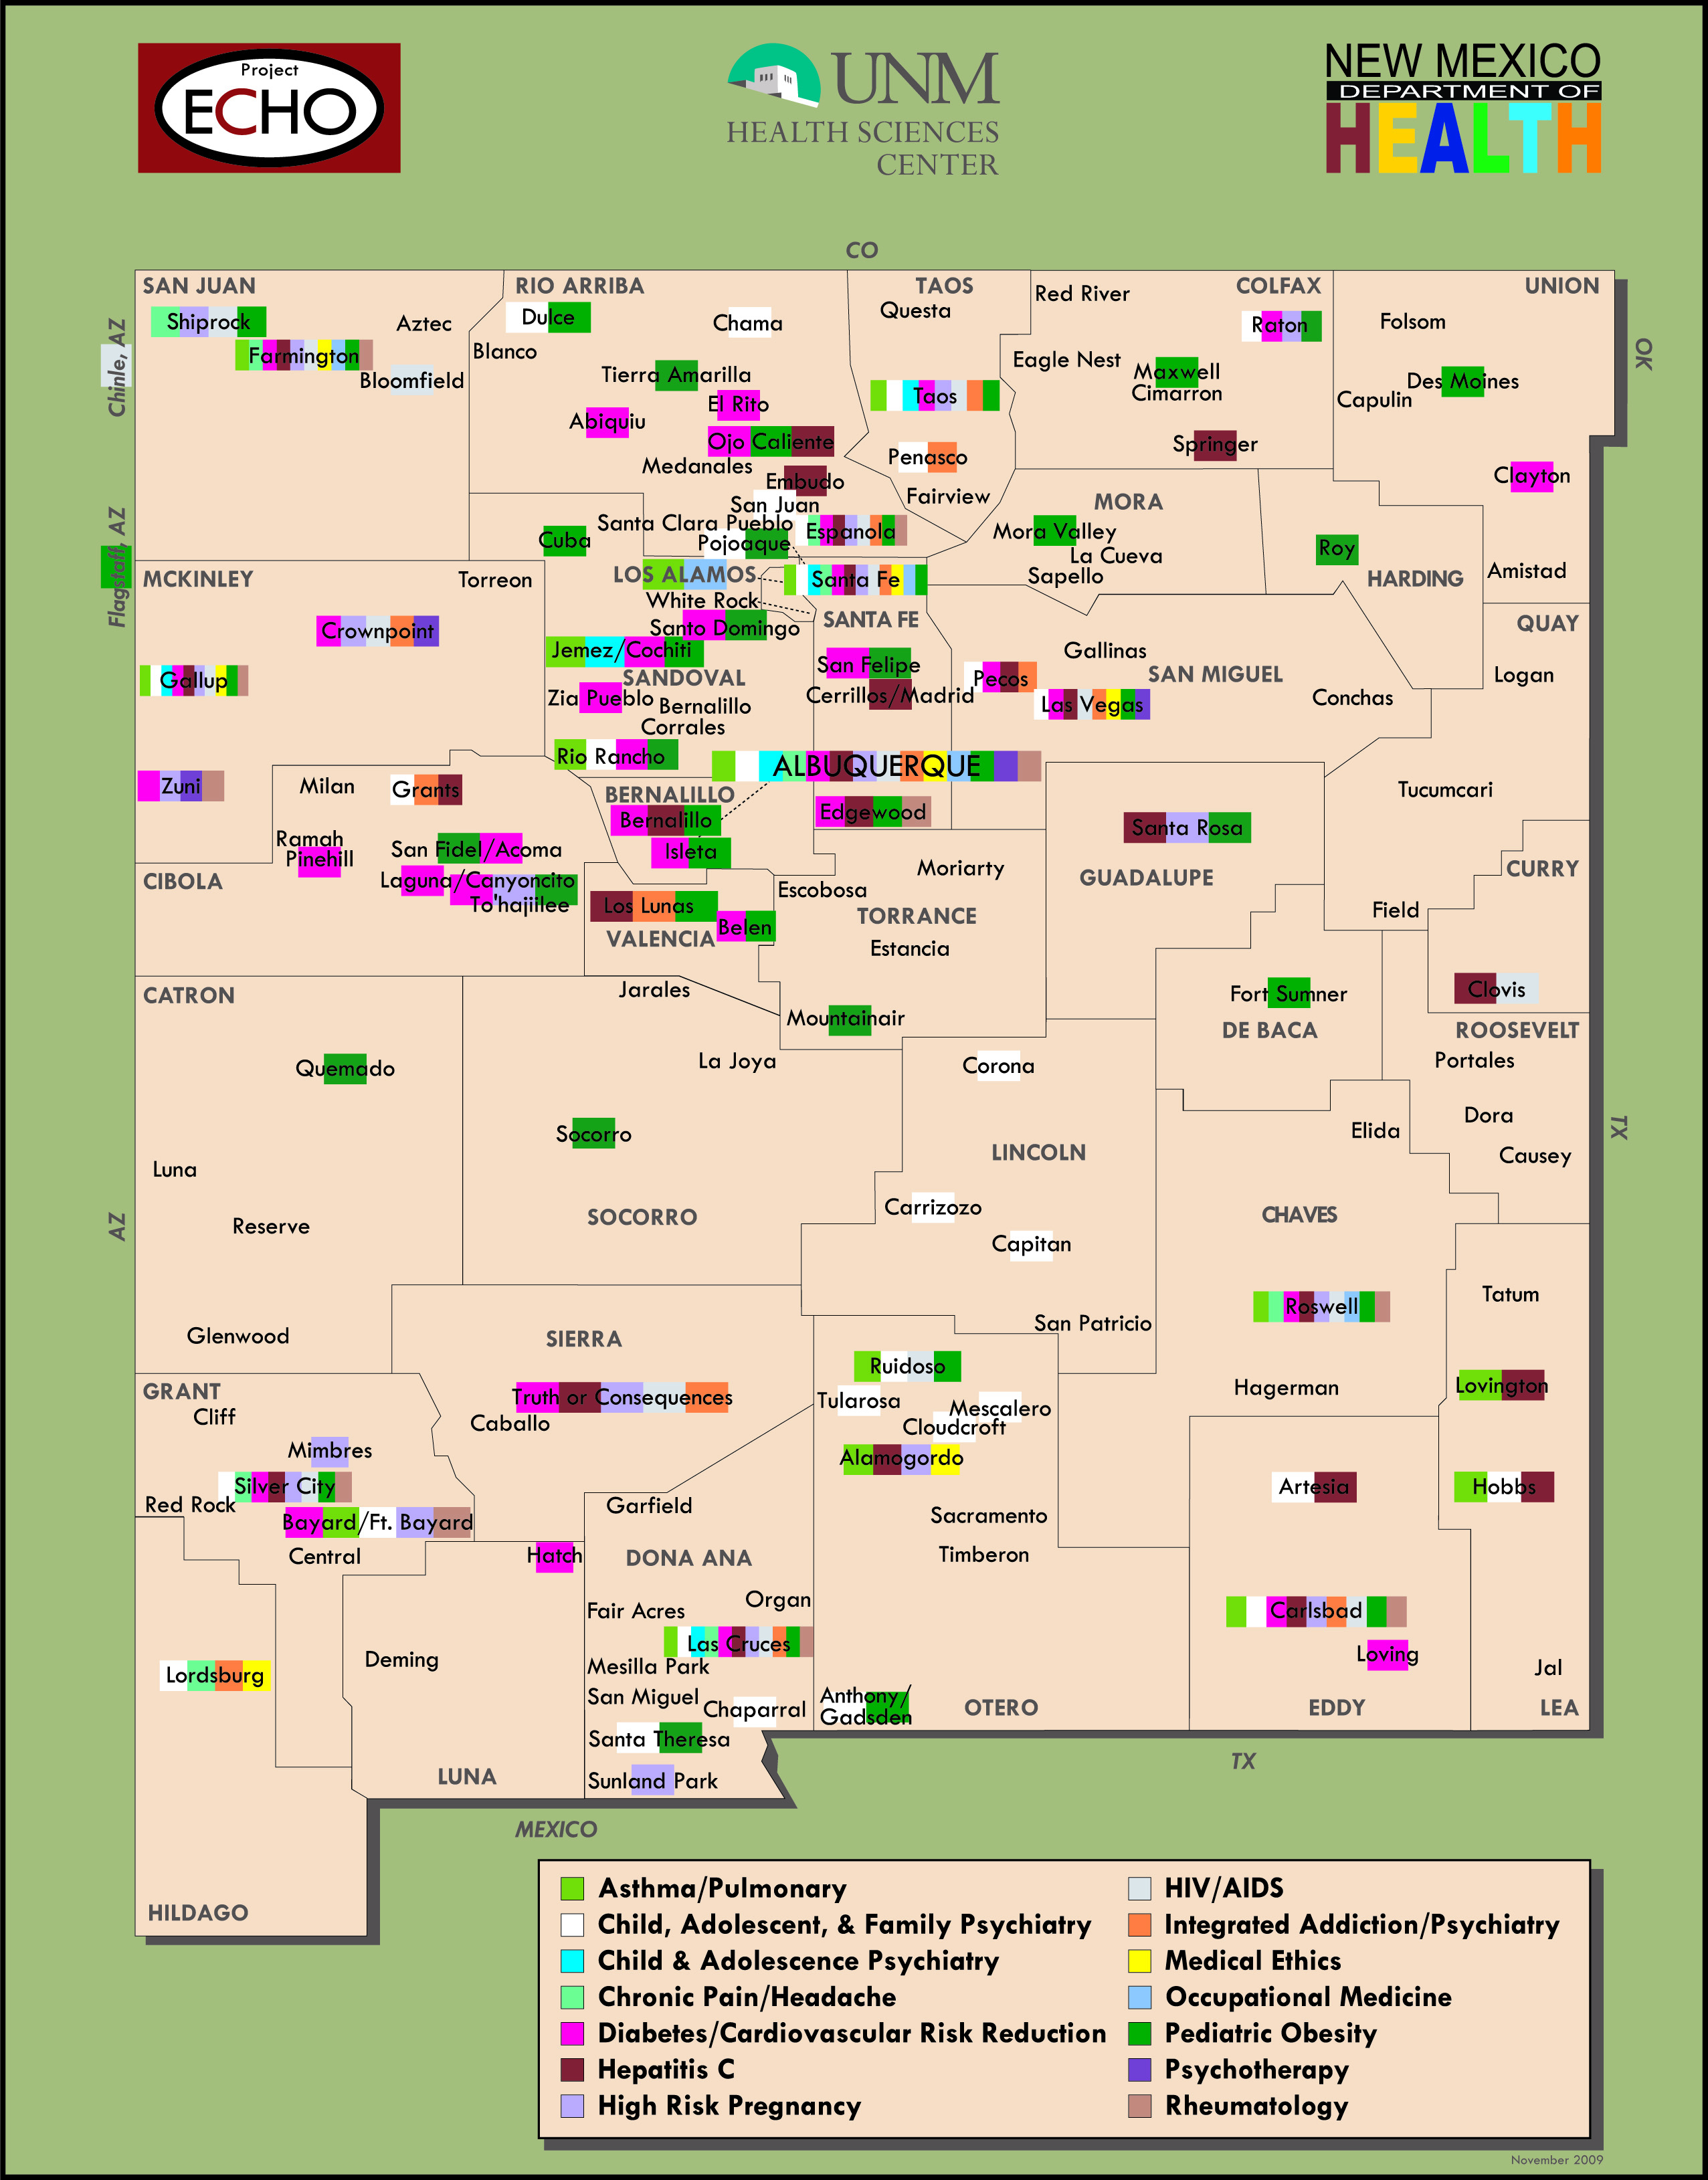 Project
ECHO
UNM
HEALTH SCIENCES
CENTER
NEW MEXICO
DEPARTMENT OF
HEALTH
CO
SAN JUAN
RIO ARRIBA
TAOS
COLFAX
UNION
Shiprock
Dulce
Chama
Questa
Red River
Raton
Folsom
OK
Chinle, AZ
Aztec
Farmington
Blanco
Bloomfield
Tierra Amarilla
El Rito
Abiquiu
Ojo Caliente
Medanales
Embudo
San Juan
Santa Clara Pueblo
Pojoaque
Espanola
Taos
Penasco
Fairview
Eagle Nest
Maxwell
Cimarron
Springer
Des Moines
Capulin
Clayton
MORA
Mora Valley
La Cueva
Sapello
Roy
HARDING
Amistad
Flagstaff, AZ
MCKINLEY
Torreon
Cuba
LOS ALAMOS
Santa Fe
White Rock
Santo Domingo
SANTA FE
Crownpoint
Jemez/Cochiti
SANDOVAL
San Felipe
Cerrillos/Madrid
Gallup
Zia Pueblo
Bernalillo
Corrales
Rio Rancho
Pecos
Las Vegas
Gallinas
SAN MIGUEL
Conchas
QUAY
Logan
Tucumcari
ALBUQUERQUE
Zuni
Milan
Grants
BERNALILLO
Bernalillo
Edgewood
Isleta
Santa Rosa
GUADALUPE
Ramah
Pinehill
San Fidel/Acoma
Laguna/Canyoncito
To'hajiilee
CIBOLA
Los Lunas
Belen
VALENCIA
Escobosa
Moriarty
TORRANCE
Estancia
CURRY
Field
Clovis
CATRON
Jarales
Mountainair
Fort Sumner
DE BACA
ROOSEVELT
Portales
Quemado
La Joya
Corona
Socorro
LINCOLN
Elida
Dora
Causey
TX
Luna
Reserve
AZ
SOCORRO
Carrizozo
Capitan
CHAVES
Roswell
Tatum
Glenwood
SIERRA
San Patricio
Ruidoso
Tularosa
Mescalero
Cloudcroft
Alamogordo
Hagerman
Lovington
GRANT
Cliff
Truth or Consequences
Caballo
Mimbres
Silver City
Red Rock
Bayard/Ft. Bayard
Central
Garfield
Hatch
DONA ANA
Sacramento
Timberon
Artesia
Hobbs
Fair Acres
Organ
Las Cruces
Mesilla Park
San Miguel
Chaparral
Santa Theresa
Sunland Park
Anthony/
Gadsden
OTERO
Carlsbad
Loving
EDDY
Jal
LEA
Lordsburg
Deming
LUNA
TX
MEXICO
HILDAGO
Asthma/Pulmonary
Child, Adolescent, & Family Psychiatry
Child & Adolescence Psychiatry
Chronic Pain/Headache
Diabetes/Cardiovascular Risk Reduction
Hepatitis C
High Risk Pregnancy
HIV/AIDS
Integrated Addiction/Psychiatry
Medical Ethics
Occupational Medicine
Pediatric Obesity
Psychotherapy
Rheumatology
November 2009